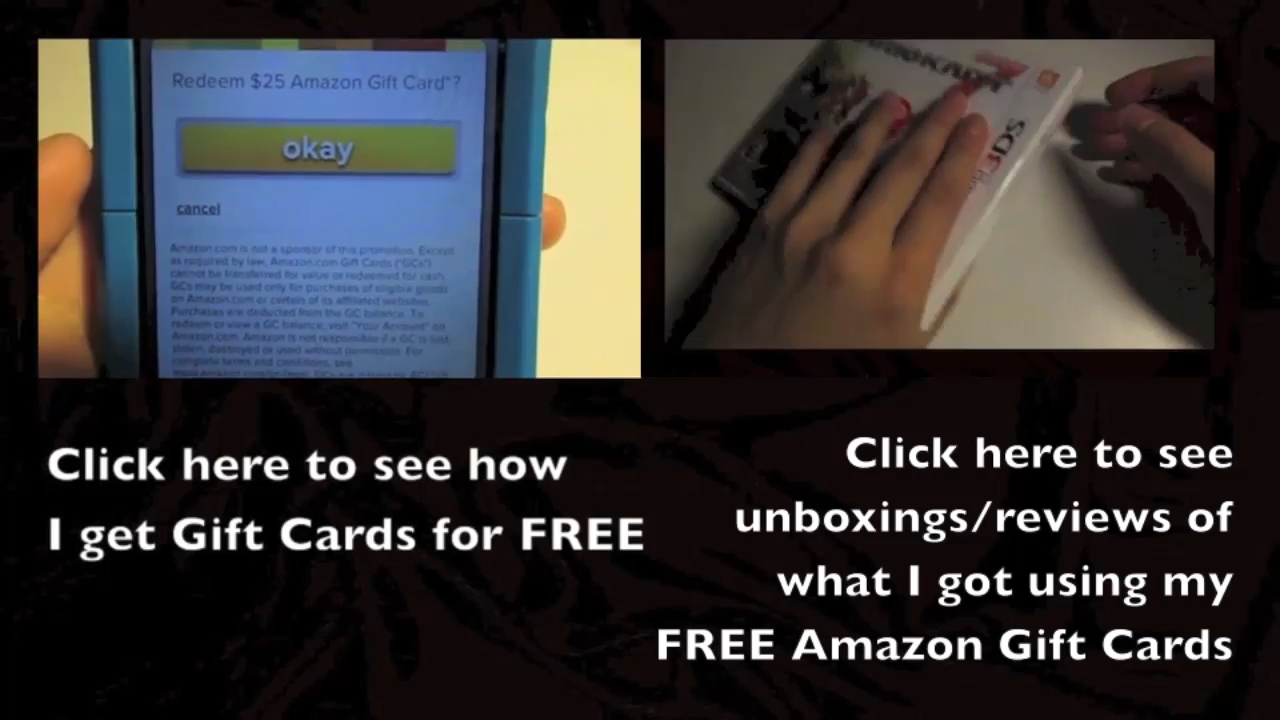 Redeem $25 Amazon Gift Card*?
okay
cancel
Amazon.com is not a sponsor of this promotion. Except
as required by law, Amazon.com Gift Cards ("GCs")
cannot be transferred for value or redeemed for cash.
GCs may be used only for purchases of eligible goods
on Amazon.com or certain of its affiliated websites.
Purchases are deducted from the GC balance. To
redeem or view a GC balance, visit "Your Account" on
Amazon.com. Amazon is not responsible if a GC is lost,
stolen, destroyed or used without permission. For
complete terms and conditions, see
3DS
Click here to see how
I get Gift Cards for FREE
Click here to see
unboxings/reviews of
what I got using my
FREE Amazon Gift Cards